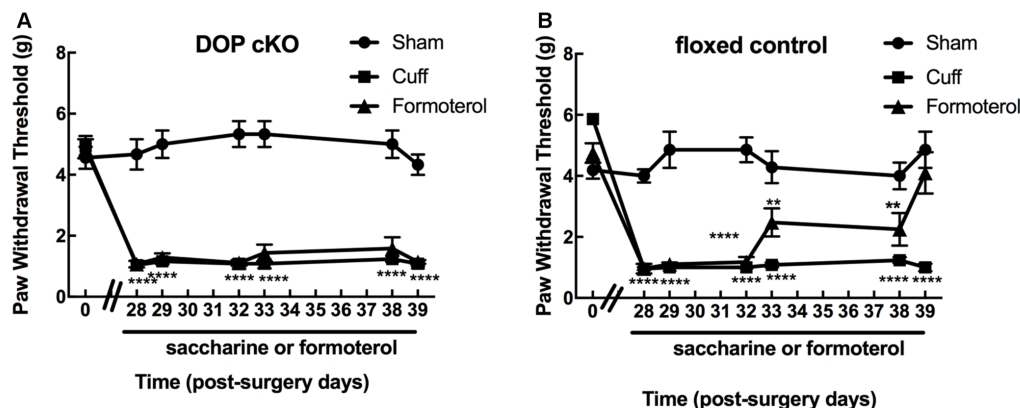 A
DOP cKO
Sham
Cuff
Formoterol
Paw Withdrawal Threshold (g)
8
6
4
2
0
**** **** **** **** **** ****
0 28 29 30 31 32 33 34 35 36 37 38 39
saccharine or formoterol
Time (post-surgery days)
B
floxed control
Sham
Cuff
Formoterol
Paw Withdrawal Threshold (g)
8
6
4
2
0
** **
****
**** **** **** **** **** ****
0 28 29 30 31 32 33 34 35 36 37 38 39
saccharine or formoterol
Time (post-surgery days)